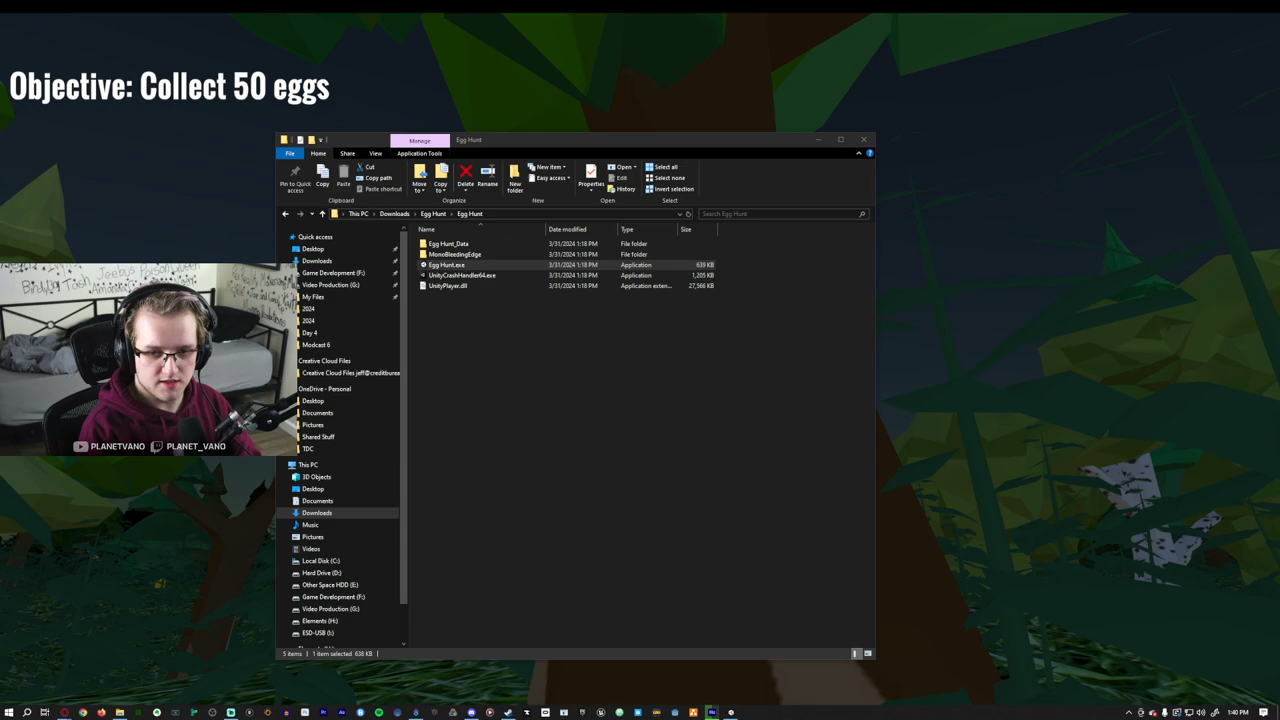 Objective: Collect 50 eggs
Manage
Egg Hunt
File
Home
Share
View
Application Tools
Pin to Quick access
Copy
Paste
Cut
Copy path
Paste shortcut
Clipboard
Move to
Copy to
Delete
Rename
Organize
New folder
New item
Easy access
New
Properties
Open
Edit
History
Open
Select all
Select none
Invert selection
Select
This PC
Downloads
Egg Hunt
Egg Hunt
Search Egg Hunt
Name
Date modified
Type
Size
Egg Hunt_Data 3/31/2024 1:18 PM File folder
MonoBleedingEdge 3/31/2024 1:18 PM File folder
Egg Hunt.exe 3/31/2024 1:18 PM Application 639 KB
UnityCrashHandler64.exe 3/31/2024 1:18 PM Application 1,205 KB
UnityPlayer.dll 3/31/2024 1:18 PM Application exten... 27,566 KB
Quick access
Desktop
Downloads
Game Development (F:)
Video Production (G:)
My Files
2024
2024
Day 4
Modcast 6
Creative Cloud Files
Creative Cloud Files jeff@creditburea
OneDrive - Personal
Desktop
Documents
Pictures
Shared Stuff
TDC
This PC
3D Objects
Desktop
Documents
Downloads
Music
Pictures
Videos
Local Disk (C:)
Hard Drive (D:)
Other Space HDD (E:)
Game Development (F:)
Video Production (G:)
Elements (H:)
ESD-USB (I:)
5 items
1 item selected 638 KB
PLANETVANO
PLANET_VANO
1:40 PM